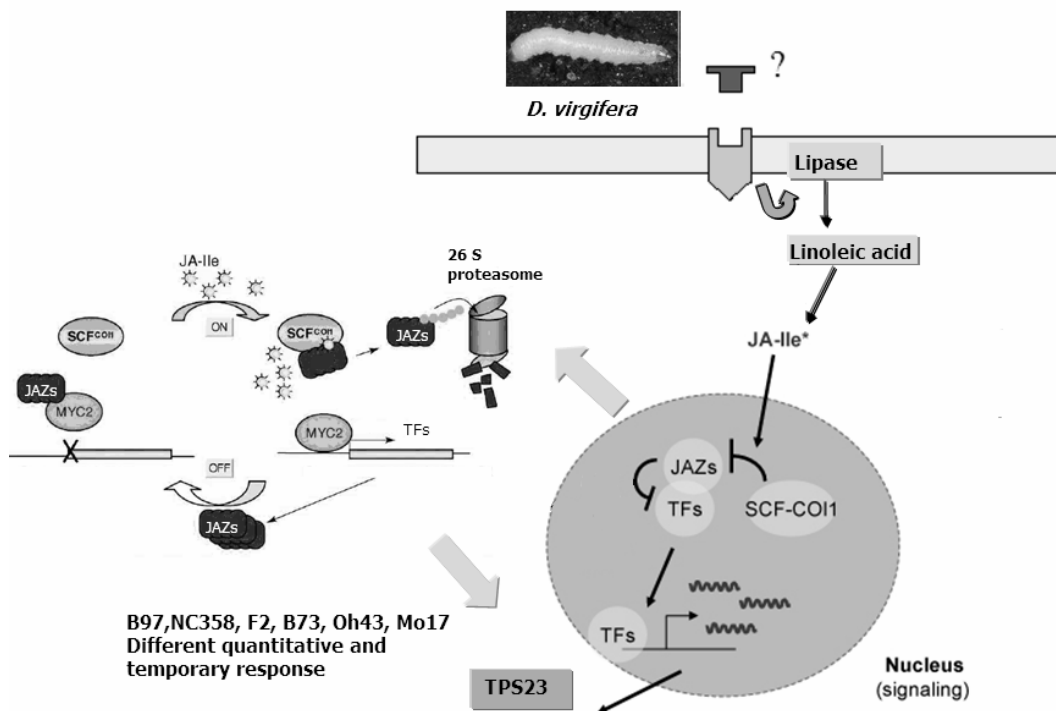 ?
D. virgifera
Lipase
Linoleic acid
JA-Ile*
26 S
proteasome
JA-Ile
ON
SCFCOI1
SCFCOI1
JAZs
JAZs
MYC2
MYC2
TFs
OFF
JAZs
JAZs
TFs
SCF-COI1
TFs
Nucleus
(signaling)
B97,NC358, F2, B73, Oh43, Mo17
Different quantitative and
temporary response
TPS23